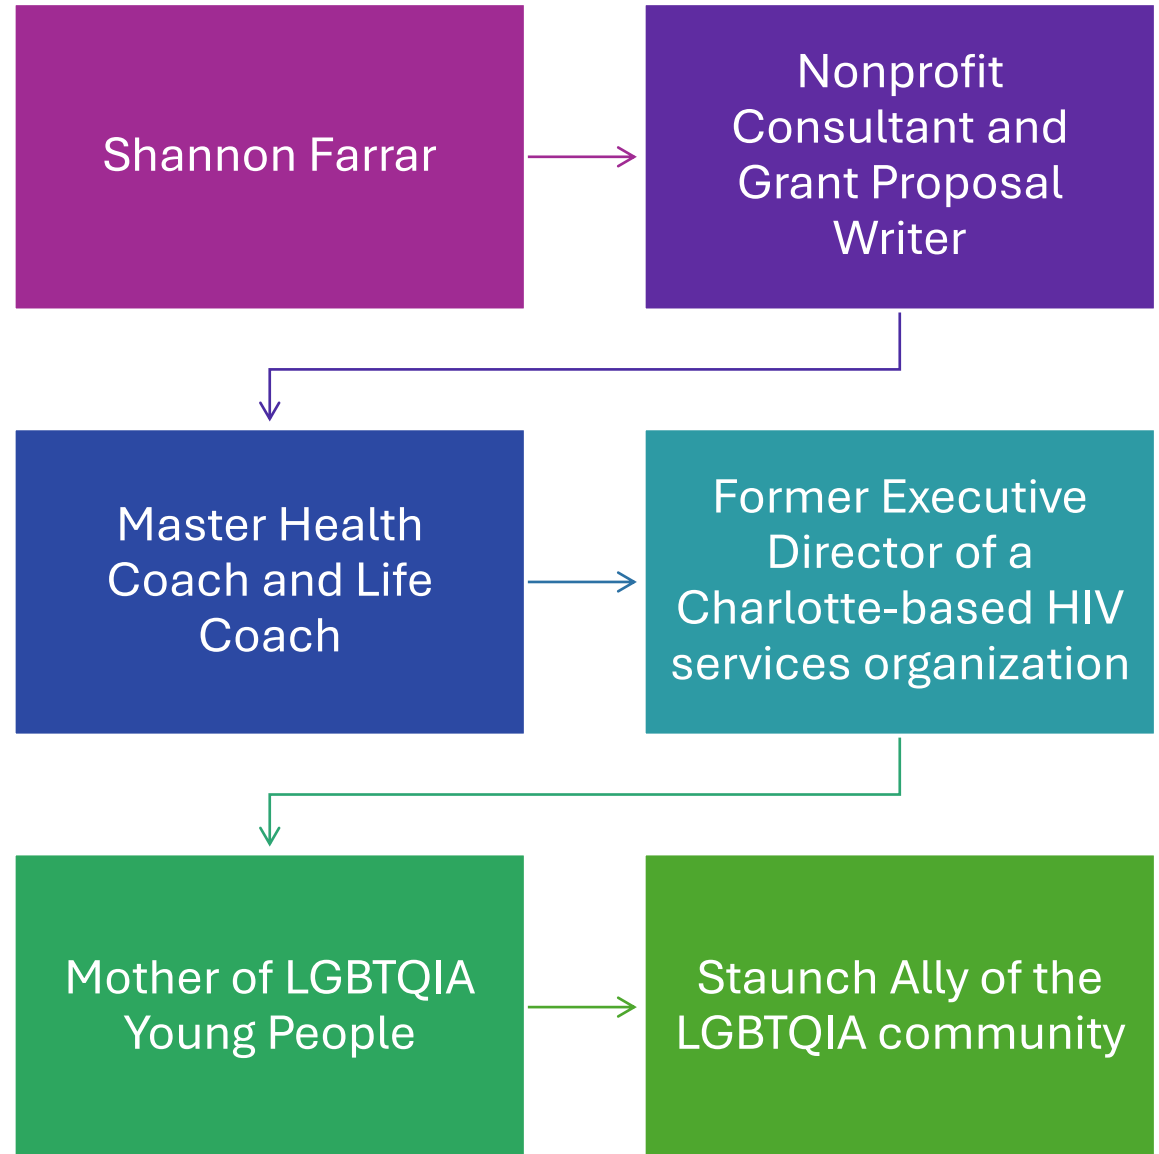 Shannon Farrar
Nonprofit
Consultant and
Grant Proposal
Writer
Master Health
Coach and Life
Coach
Former Executive
Director of a
Charlotte-based HIV
services organization
Mother of LGBTQIA
Young People
Staunch Ally of the
LGBTQIA community